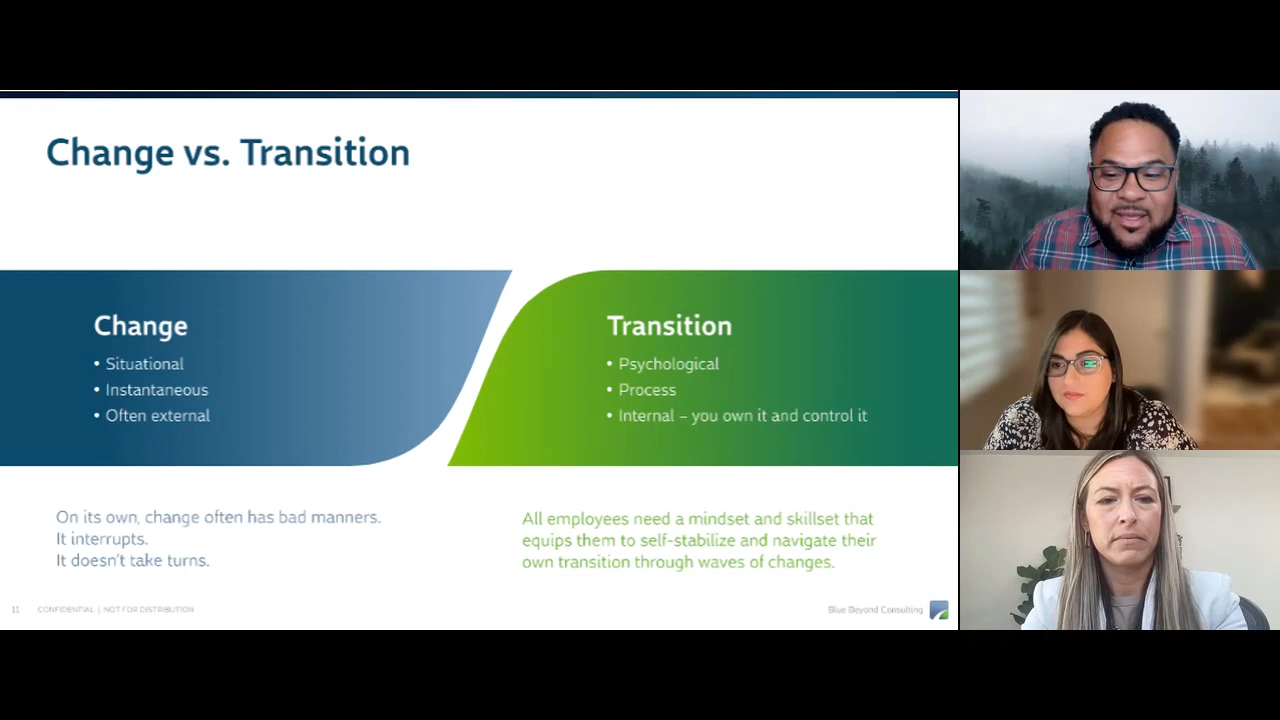 Change vs. Transition
Change
• Situational
• Instantaneous
• Often external
Transition
• Psychological
• Process
• Internal – you own it and control it
On its own, change often has bad manners.
It interrupts.
It doesn't take turns.
All employees need a mindset and skillset that
equips them to self-stabilize and navigate their
own transition through waves of changes.
11 CONFIDENTIAL | NOT FOR DISTRIBUTION
Blue Beyond Consulting